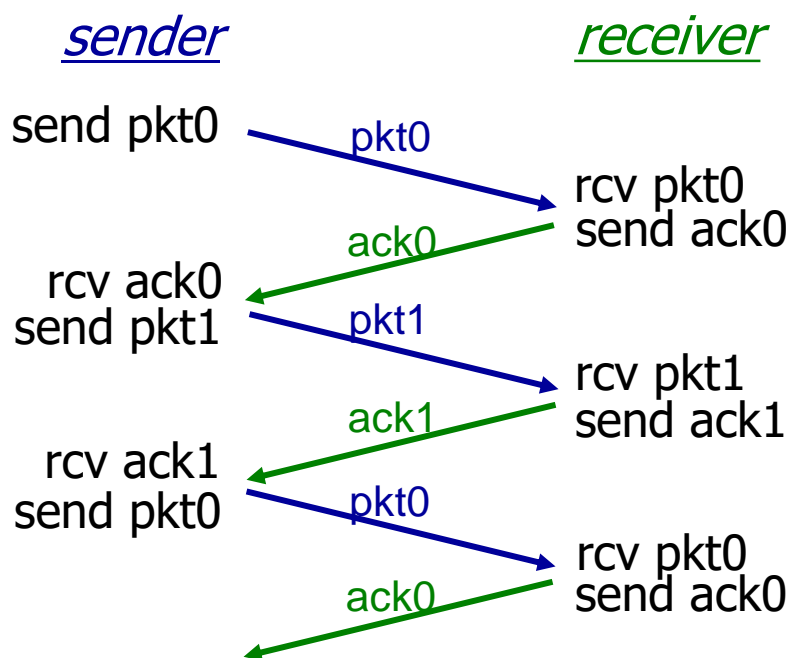 sender
receiver
send pkt0
pkt0
rcv pkt0
send ack0
ack0
rcv ack0
send pkt1
pkt1
rcv pkt1
send ack1
ack1
rcv ack1
send pkt0
pkt0
rcv pkt0
send ack0
ack0